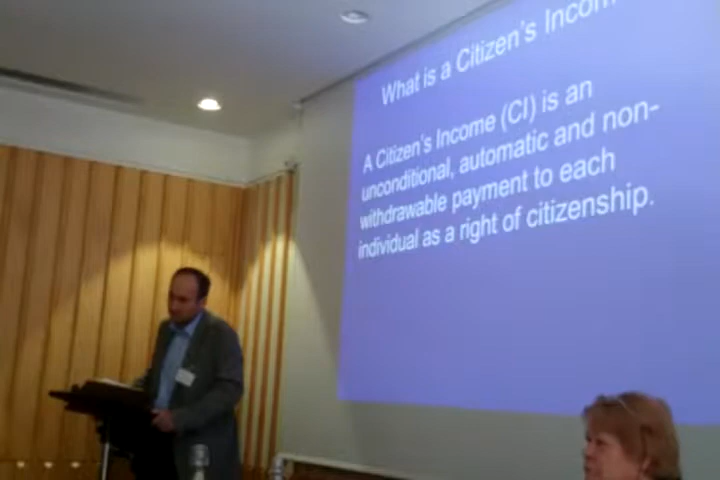 What is a Citizen's Incom
A Citizen's Income (CI) is an
unconditional, automatic and non-
withdrawable payment to each
individual as a right of citizenship.